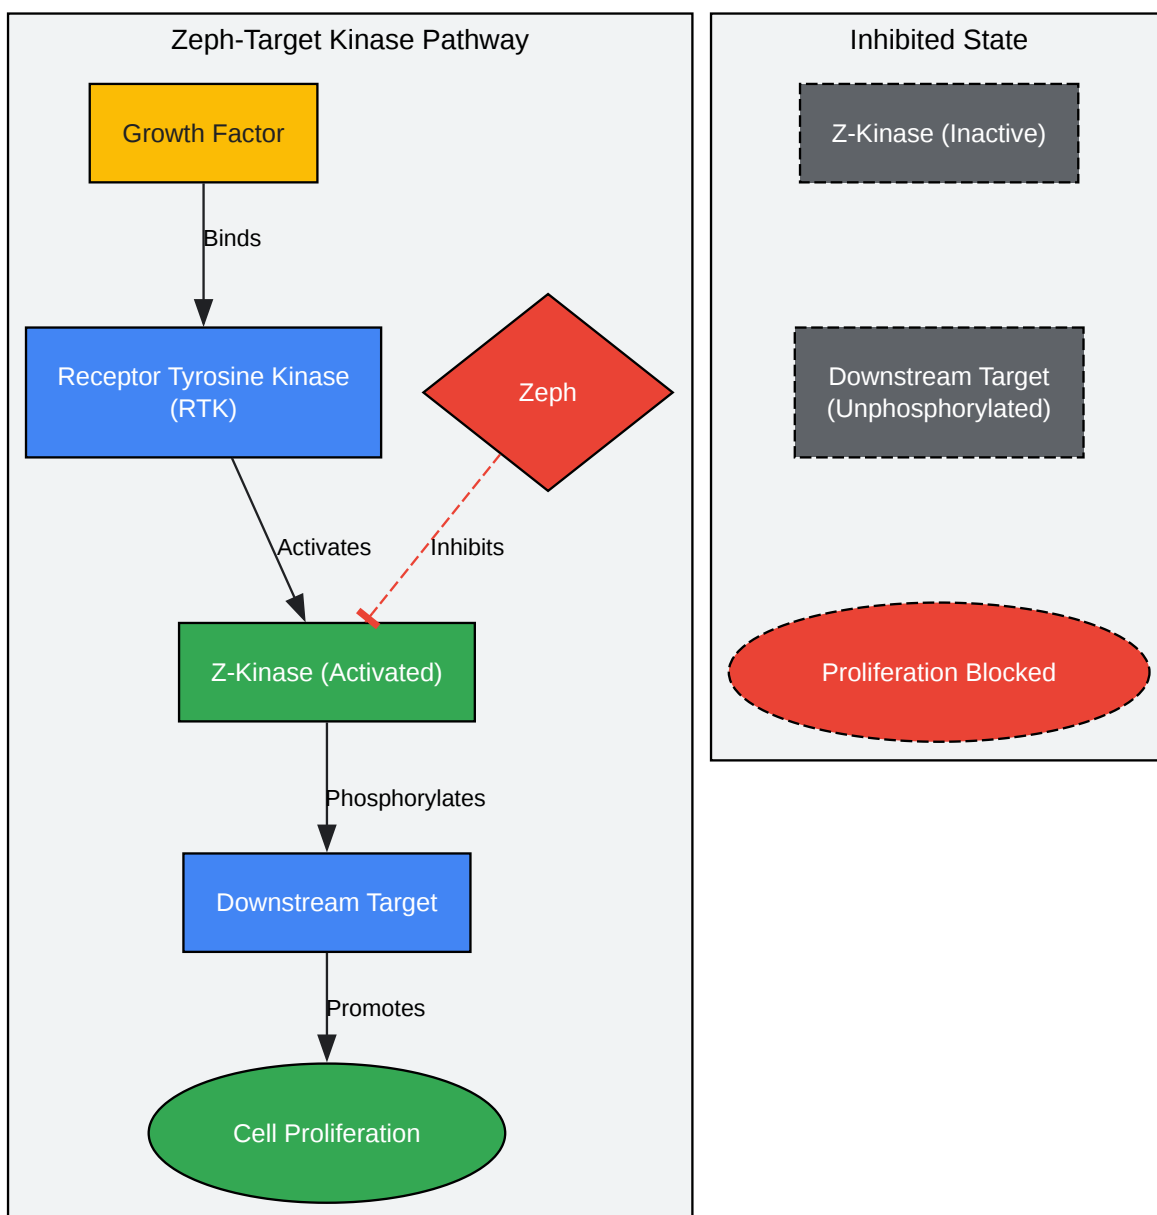 Zeph-Target Kinase Pathway
Growth Factor
Binds
Receptor Tyrosine Kinase
(RTK)
Zeph
Activates
Inhibits
Z-Kinase (Activated)
Phosphorylates
Downstream Target
Promotes
Cell Proliferation
Inhibited State
Z-Kinase (Inactive)
Downstream Target
(Unphosphorylated)
Proliferation Blocked